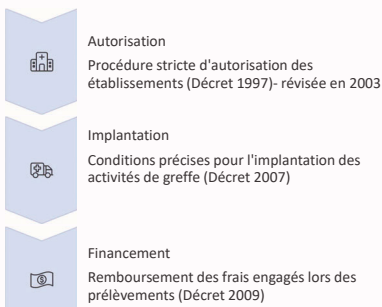 Autorisation
Procédure stricte d'autorisation des
établissements (Décret 1997)- révisée en 2003
Implantation
Conditions précises pour l'implantation des
activités de greffe (Décret 2007)
Financement
Remboursement des frais engagés lors des
prélèvements (Décret 2009)